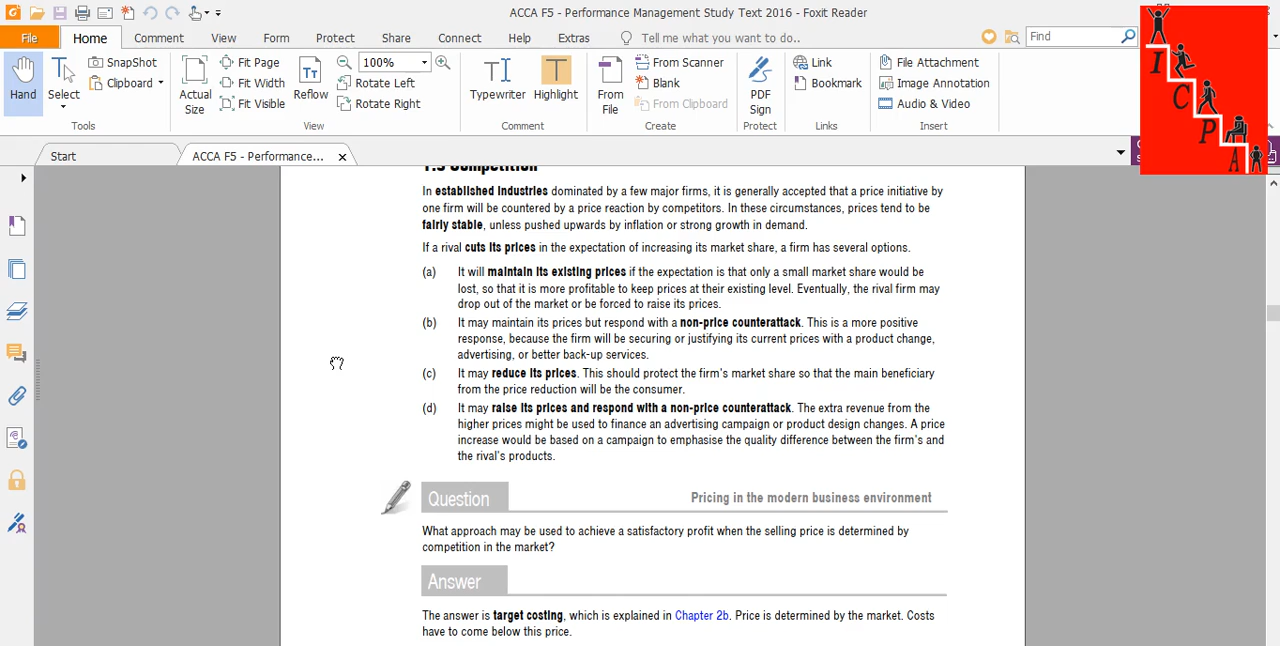 ACCA F5 - Performance Management Study Text 2016 - Foxit Reader
File Home Comment View Form Protect Share Connect Help Extras Tell me what you want to do.. Find
Hand
Select
SnapShot
Clipboard
Tools
Actual
Size
Fit Page
Fit Width
Fit Visible
Reflow
100%
Rotate Left
Rotate Right
View
Typewriter
Highlight
Comment
From
File
From Scanner
Blank
From Clipboard
Create
PDF
Sign
Protect
Link
Bookmark
Links
File Attachment
Image Annotation
Audio & Video
Insert
I
C
P
A
Start
ACCA F5 - Performance...
1.3 Competition
In established industries dominated by a few major firms, it is generally accepted that a price initiative by
one firm will be countered by a price reaction by competitors. In these circumstances, prices tend to be
fairly stable, unless pushed upwards by inflation or strong growth in demand.
If a rival cuts its prices in the expectation of increasing its market share, a firm has several options.
(a) It will maintain its existing prices if the expectation is that only a small market share would be
lost, so that it is more profitable to keep prices at their existing level. Eventually, the rival firm may
drop out of the market or be forced to raise its prices.
(b) It may maintain its prices but respond with a non-price counterattack. This is a more positive
response, because the firm will be securing or justifying its current prices with a product change,
advertising, or better back-up services.
(c) It may reduce its prices. This should protect the firm's market share so that the main beneficiary
from the price reduction will be the consumer.
(d) It may raise its prices and respond with a non-price counterattack. The extra revenue from the
higher prices might be used to finance an advertising campaign or product design changes. A price
increase would be based on a campaign to emphasise the quality difference between the firm's and
the rival's products.
Question
Pricing in the modern business environment
What approach may be used to achieve a satisfactory profit when the selling price is determined by
competition in the market?
Answer
The answer is target costing, which is explained in Chapter 2b. Price is determined by the market. Costs
have to come below this price.